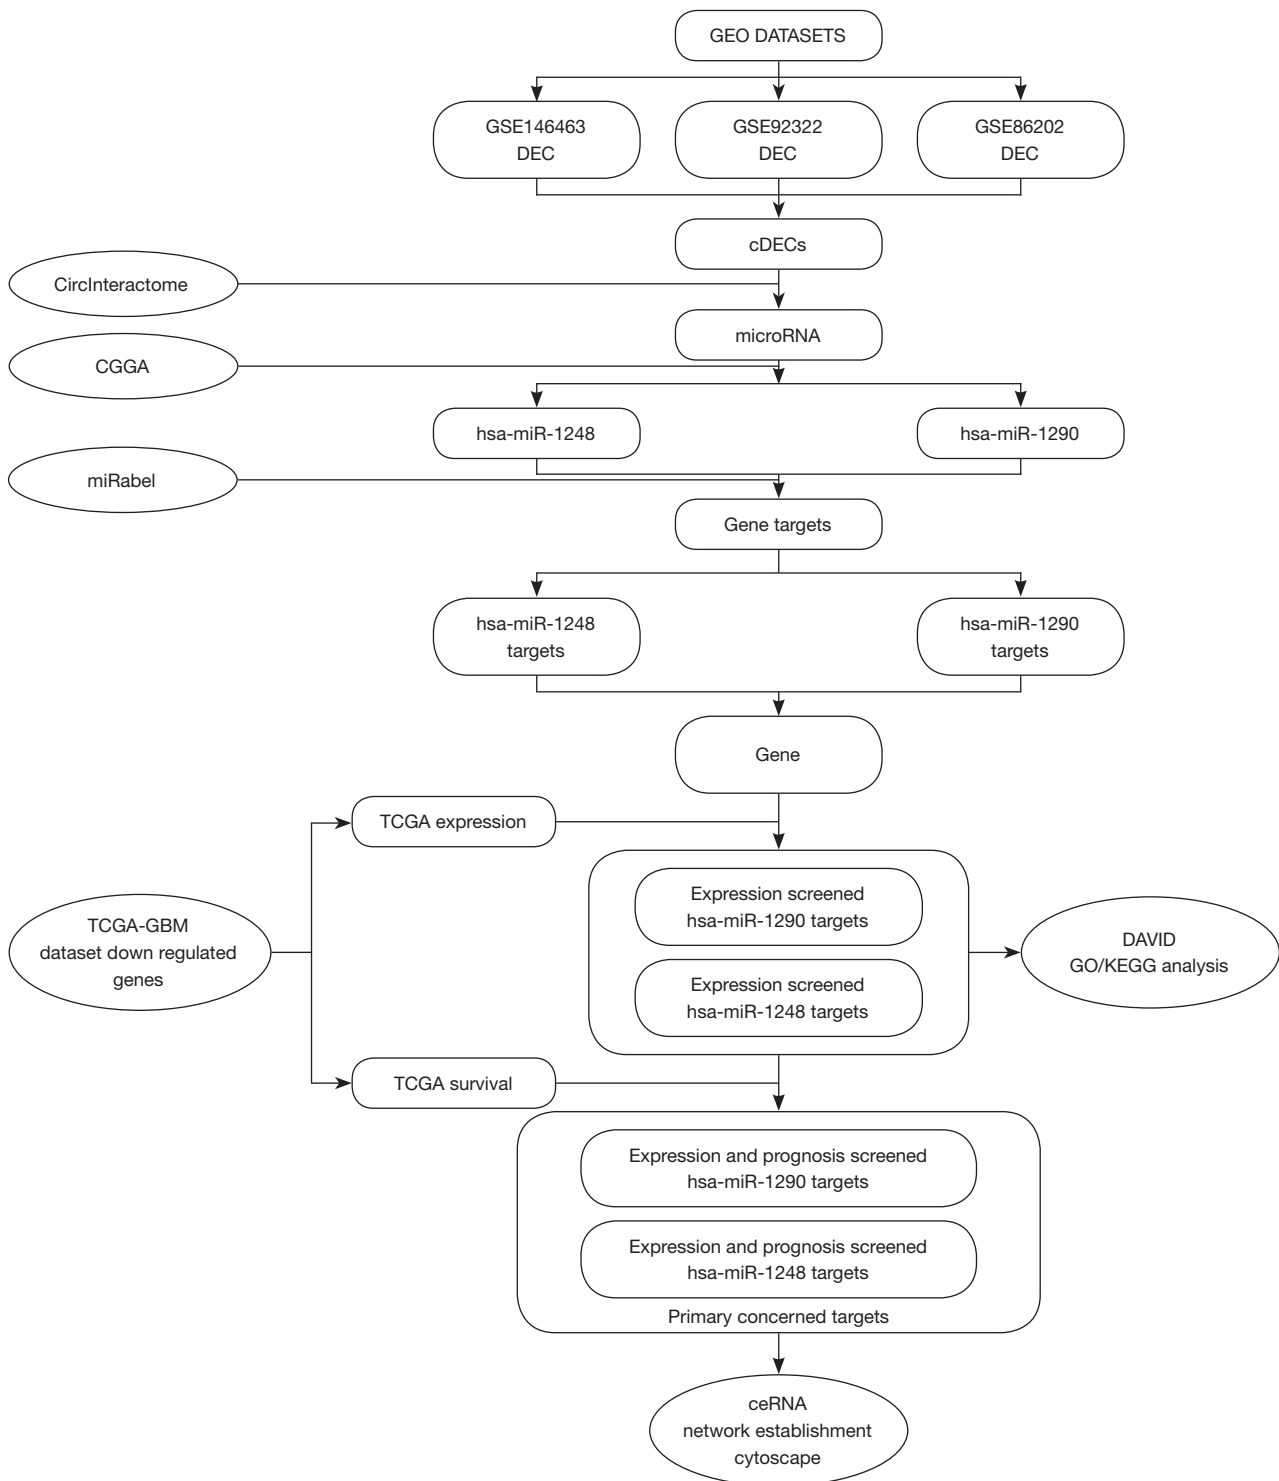 GEO DATASETS
GSE146463
DEC
GSE92322
DEC
GSE86202
DEC
cDECs
CircInteractome
microRNA
CGGA
hsa-miR-1248
hsa-miR-1290
miRabel
Gene targets
hsa-miR-1248
targets
hsa-miR-1290
targets
Gene
TCGA expression
Expression screened
hsa-miR-1290 targets
TCGA-GBM
dataset down regulated
genes
DAVID
GO/KEGG analysis
Expression screened
hsa-miR-1248 targets
TCGA survival
Expression and prognosis screened
hsa-miR-1290 targets
Expression and prognosis screened
hsa-miR-1248 targets
Primary concerned targets
ceRNA
network establishment
cytoscape